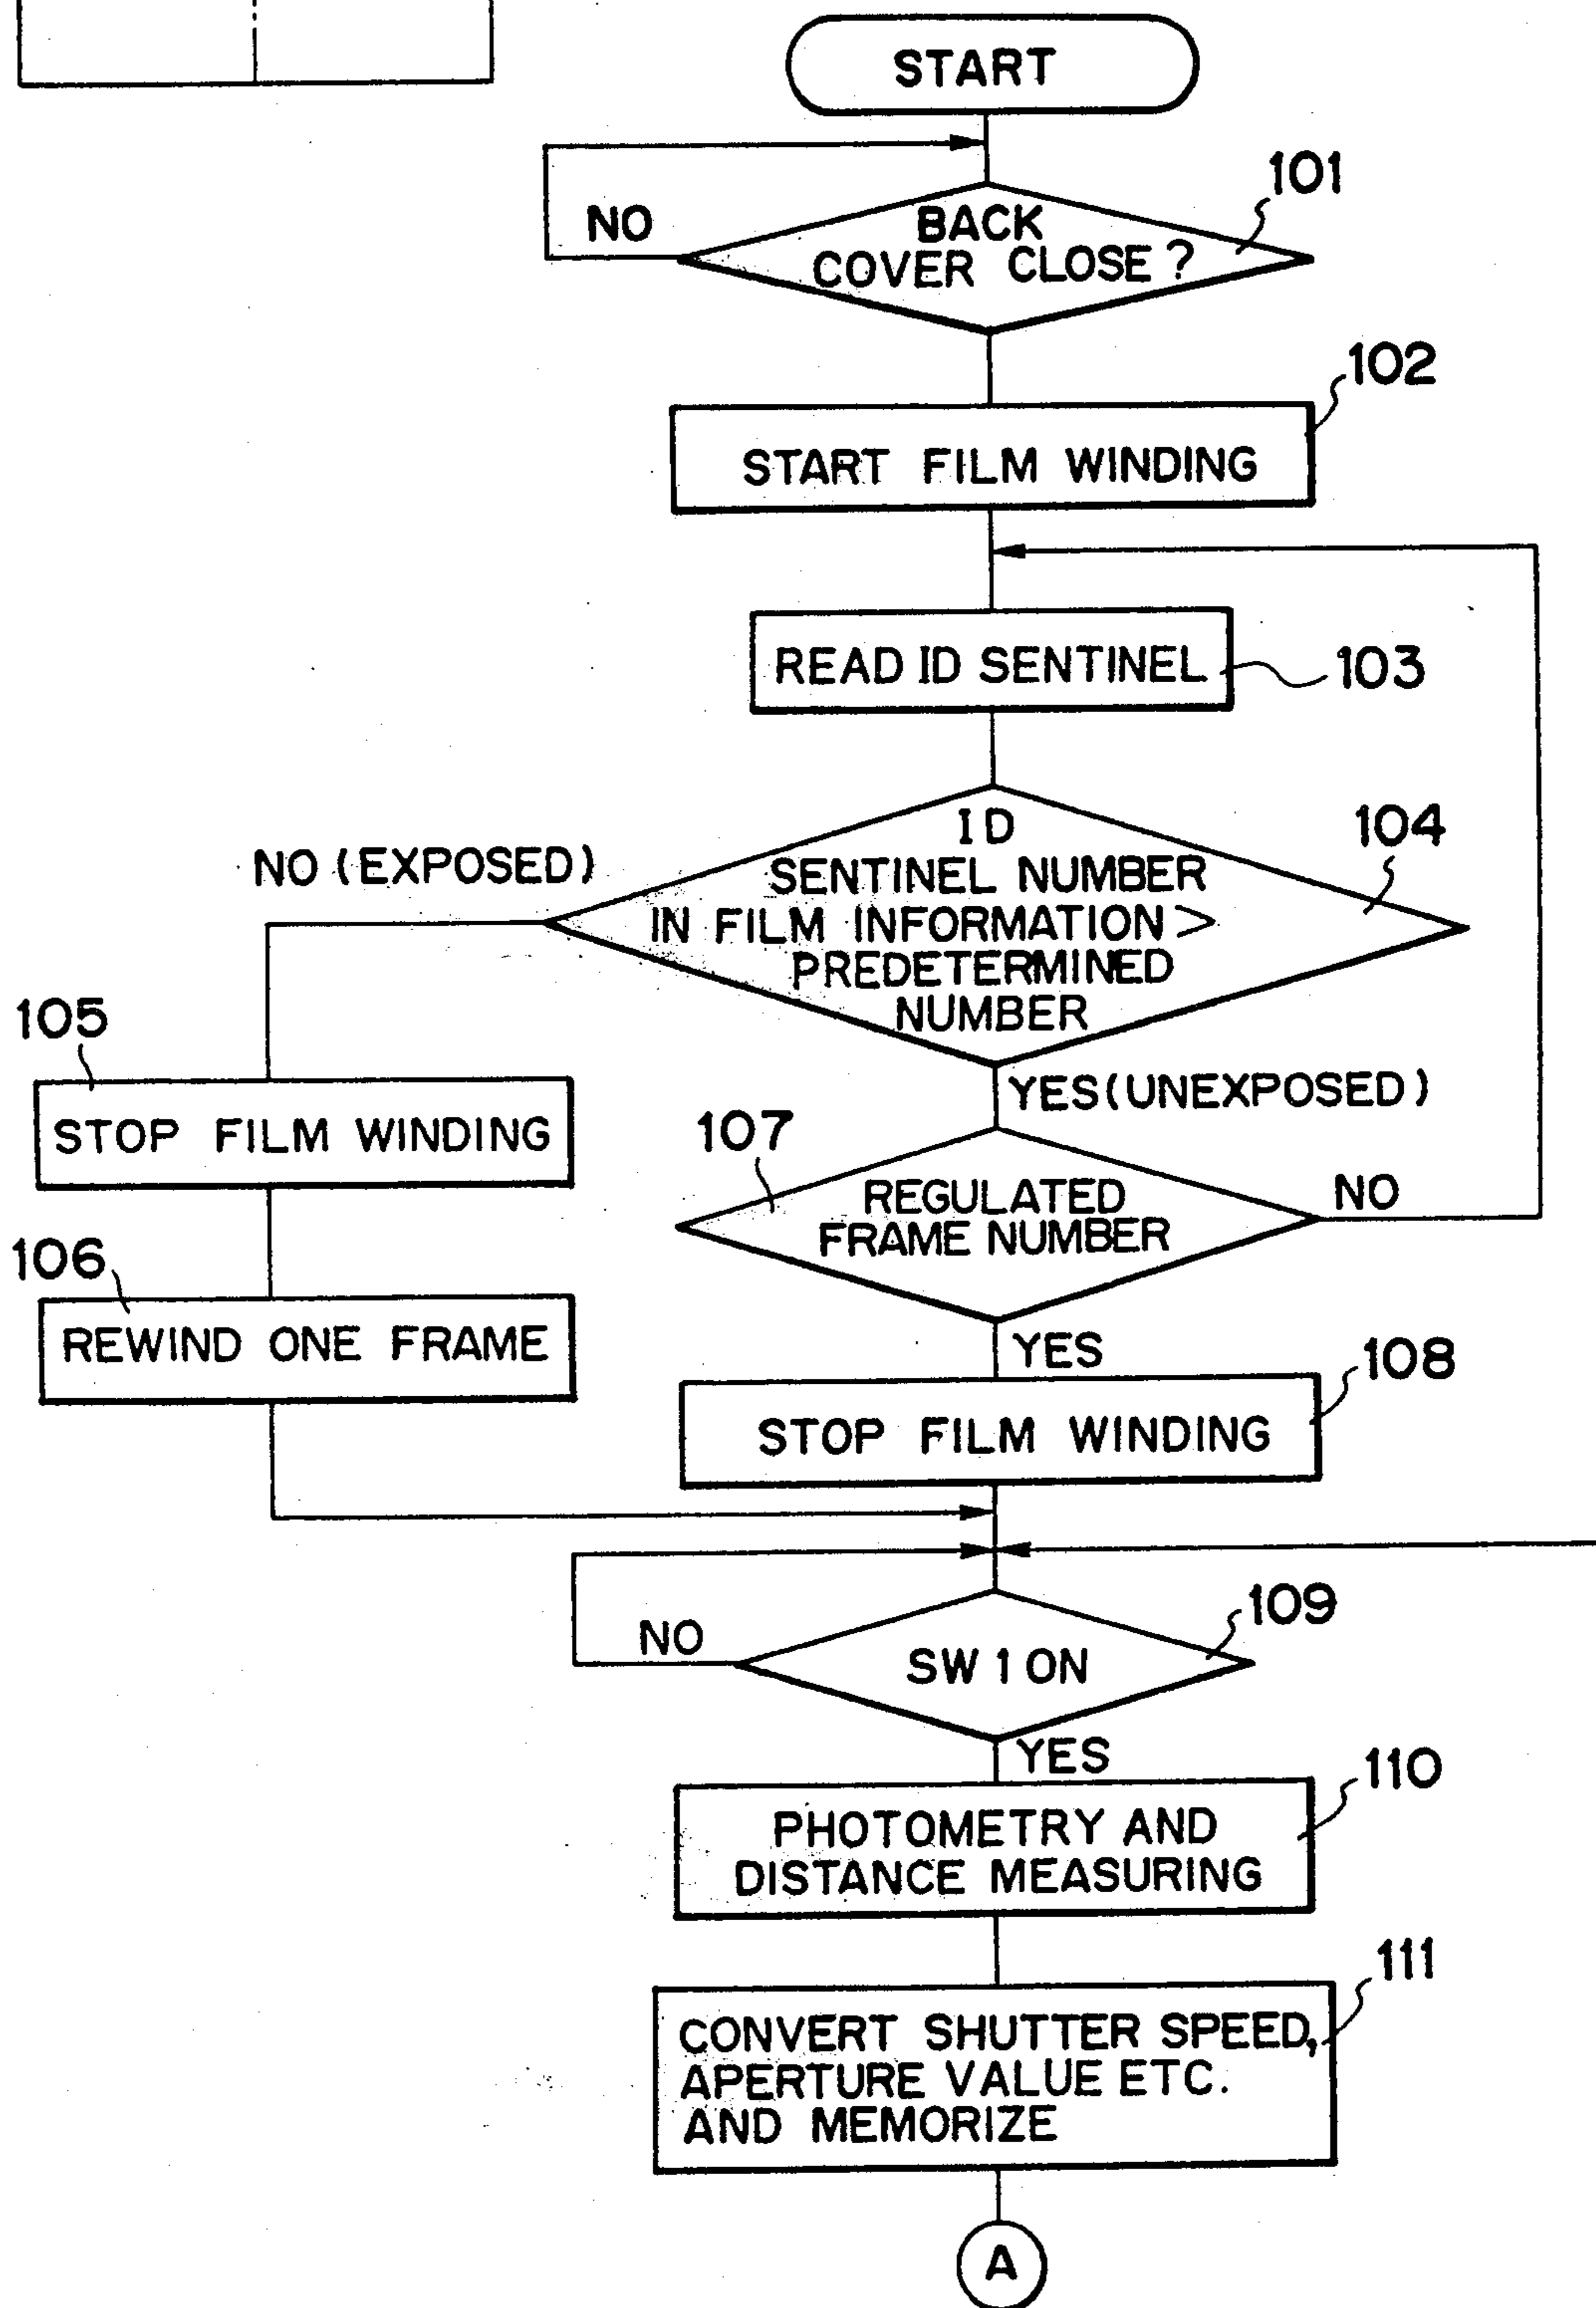 START
101
NO
BACK
COVER CLOSE ?
102
START FILM WINDING
READ ID SENTINEL
103
ID
104
NO (EXPOSED)
SENTINEL NUMBER
IN FILM INFORMATION >
PREDETERMINED
NUMBER
105
YES (UNEXPOSED)
STOP FILM WINDING
107
REGULATED
FRAME NUMBER
NO
106
REWIND ONE FRAME
YES
108
STOP FILM WINDING
109
NO
SW 1 ON
YES
110
PHOTOMETRY AND
DISTANCE MEASURING
111
CONVERT SHUTTER SPEED,
APERTURE VALUE ETC.
AND MEMORIZE
A